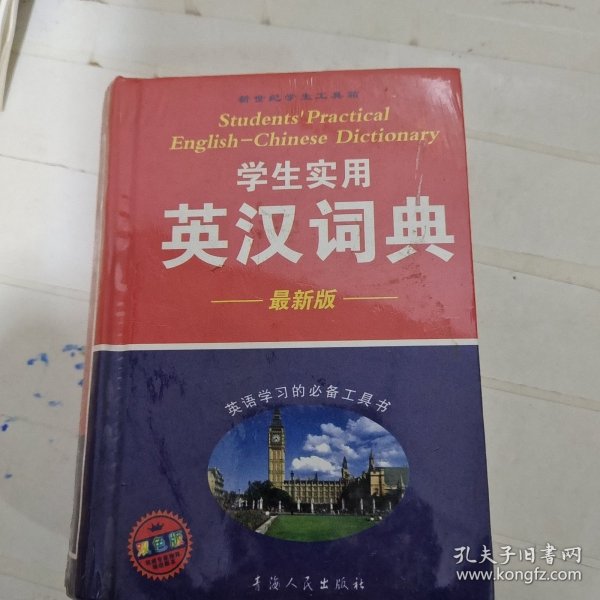 新世纪学生工具箱
Students' Practical
English-Chinese Dictionary
学生实用
英汉词典
最新版
英语学习的必备工具书
双色版
青海人民出版社
孔夫子旧书网
www.kongfz.com